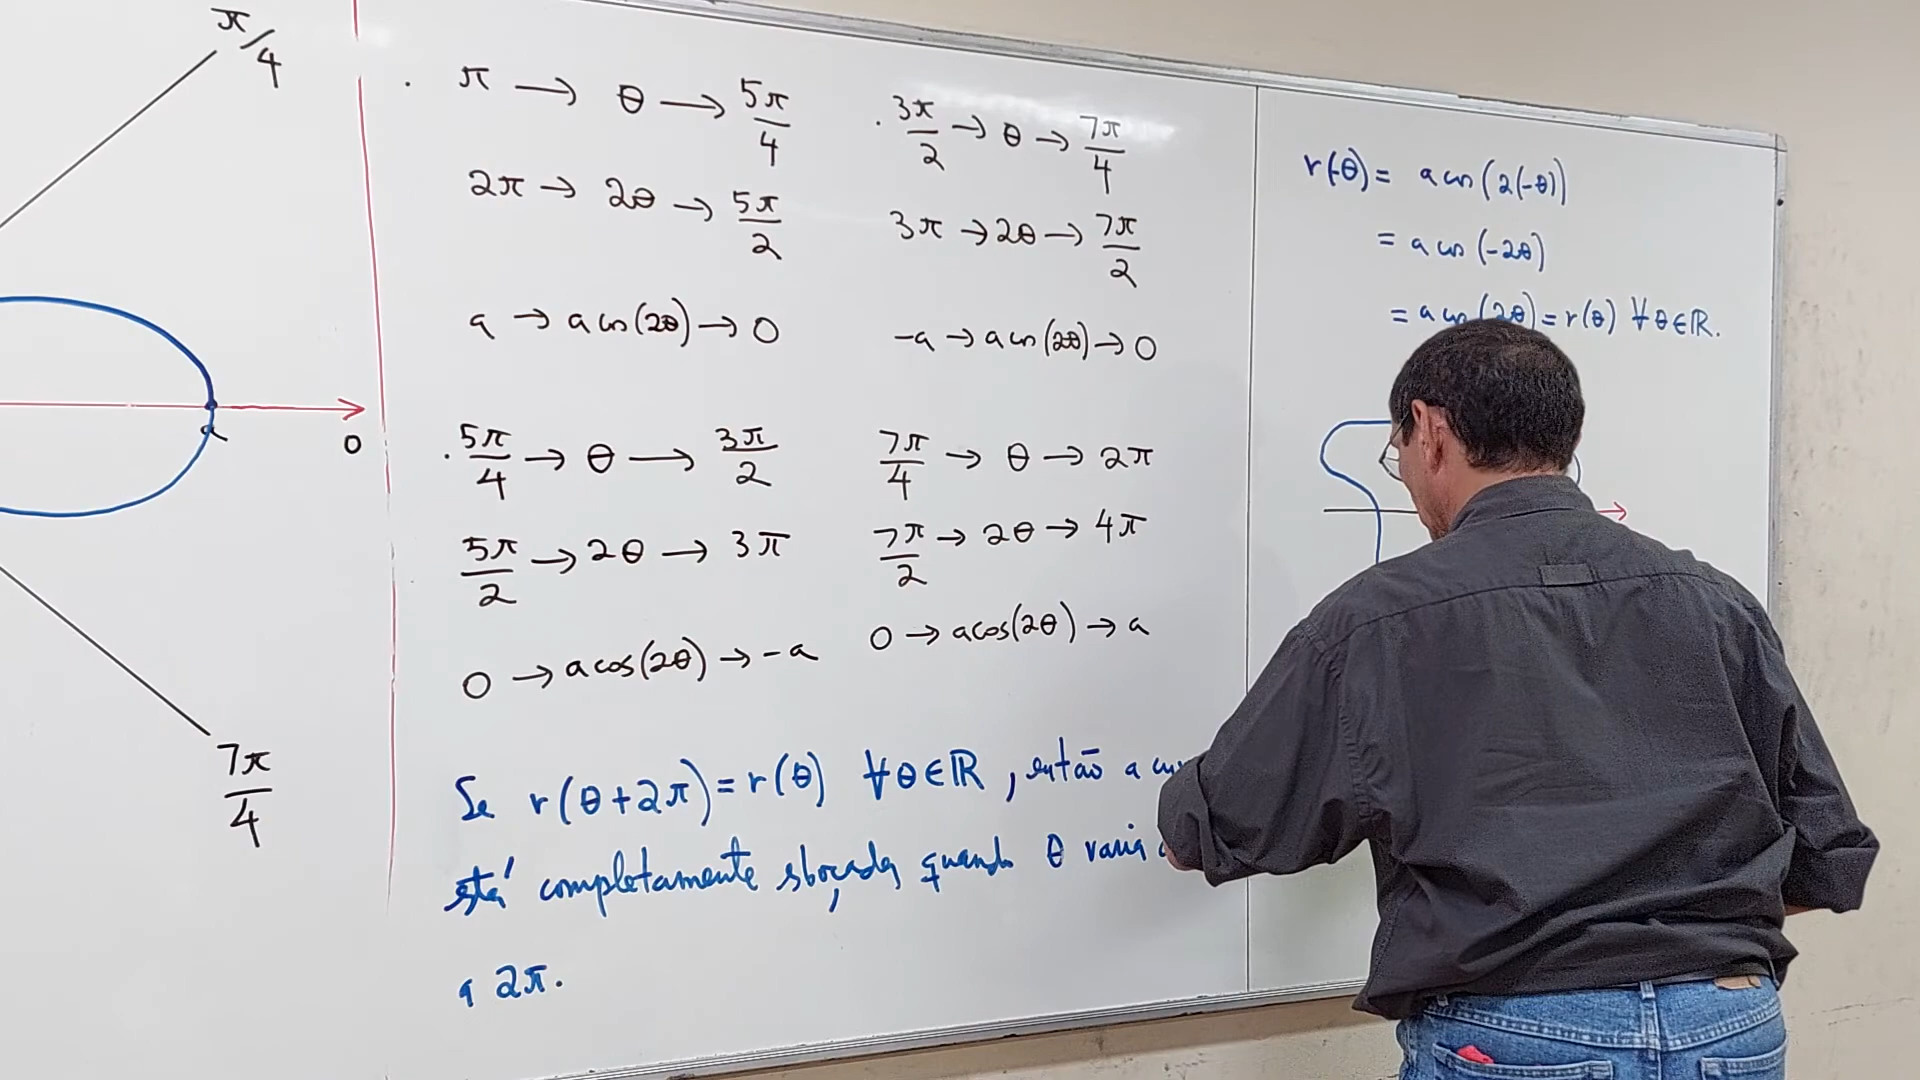 π/4
a
0
7π/4
. π → θ → 5π/4
2π → 2θ → 5π/2
a → a cos(2θ) → 0
. 5π/4 → θ → 3π/2
5π/2 → 2θ → 3π
0 → a cos(2θ) → -a
. 3π/2 → θ → 7π/4
3π → 2θ → 7π/2
-a → a cos(2θ) → 0
7π/4 → θ → 2π
7π/2 → 2θ → 4π
0 → a cos(2θ) → a
Se r(θ+2π)=r(θ) ∀θ∈ℝ, então a
está completamente quando θ varia
a 2π.
r(-θ) = a cos(2(-θ))
= a cos(-2θ)
= a cos(2θ) = r(θ) ∀θ∈ℝ.